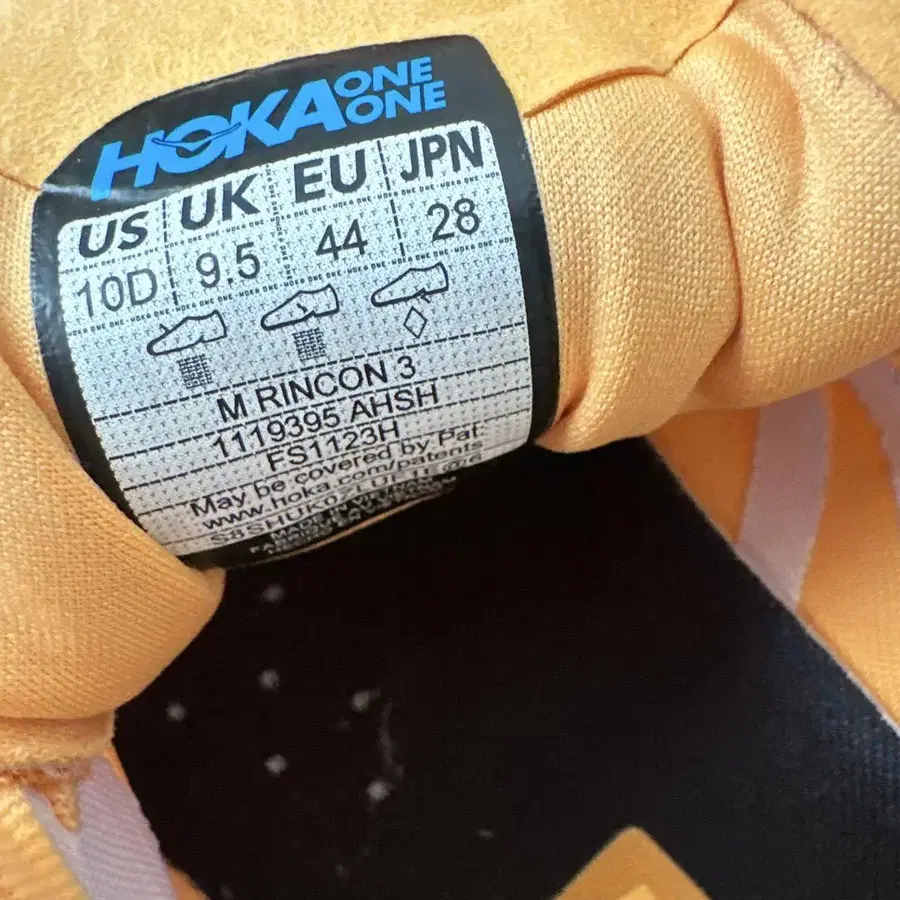 HOKA ONE ONE
US UK EU JPN
10D 9.5 44 28
M RINCON 3
1119395 AHSH
FS1123H
May be covered by Pat.
www.hoka.com/patents